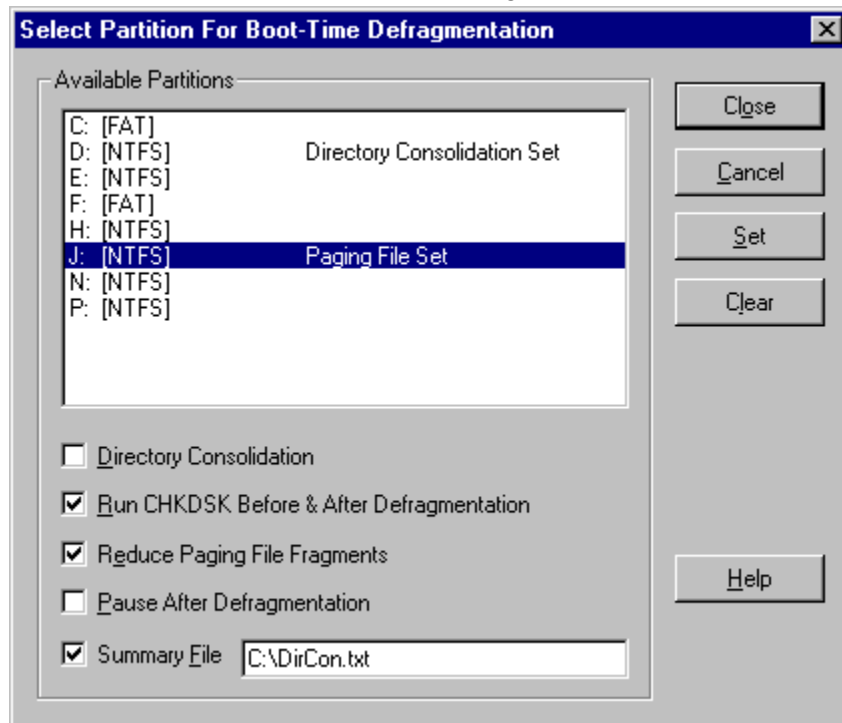 Select Partition For Boot-Time Defragmentation
Available Partitions
C: [FAT]
D: [NTFS] Directory Consolidation Set
E: [NTFS]
F: [FAT]
H: [NTFS]
J: [NTFS] Paging File Set
N: [NTFS]
P: [NTFS]
Directory Consolidation
Run CHKDSK Before & After Defragmentation
Reduce Paging File Fragments
Pause After Defragmentation
Summary File C:\DirCon.txt
Close
Cancel
Set
Clear
Help